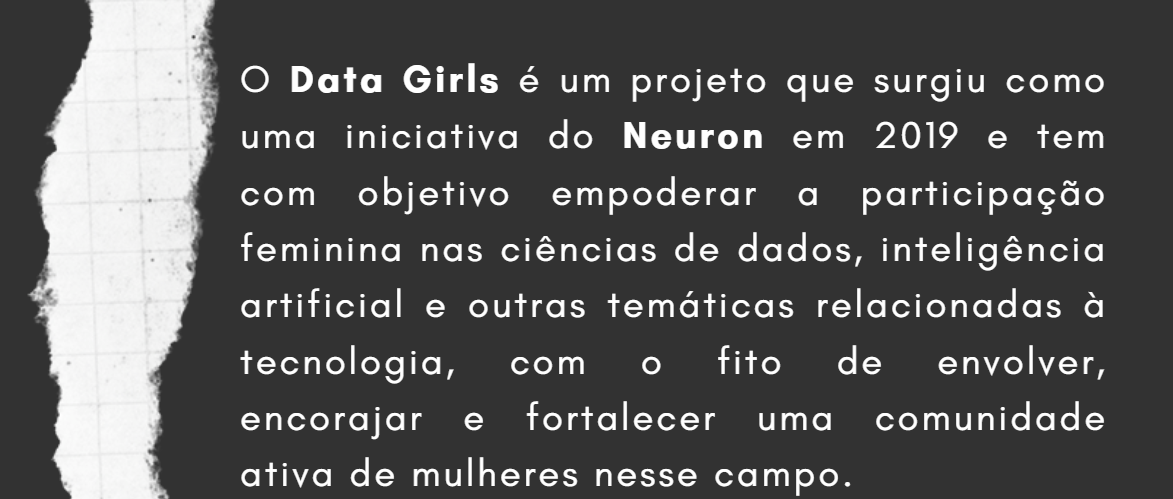 O Data Girls é um projeto que surgiu como
uma iniciativa do Neuron em 2019 e tem
com objetivo empoderar a participação
feminina nas ciências de dados, inteligência
artificial e outras temáticas relacionadas à
tecnologia, com o fito de envolver,
encorajar e fortalecer uma comunidade
ativa de mulheres nesse campo.